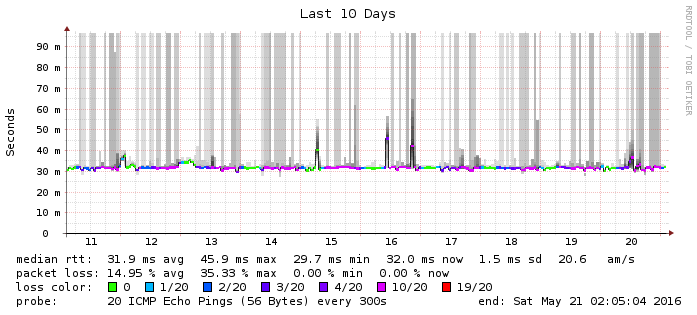 Last 10 Days
RRDTOOL / TOBI OETIKER
Seconds
90 m
80 m
70 m
60 m
50 m
40 m
30 m
20 m
10 m
0
11 12 13 14 15 16 17 18 19 20
median rtt: 31.9 ms avg 45.9 ms max 29.7 ms min 32.0 ms now 1.5 ms sd 20.6 am/s
packet loss: 14.95 % avg 35.33 % max 0.00 % min 0.00 % now
loss color: 0 1/20 2/20 3/20 4/20 10/20 19/20
probe: 20 ICMP Echo Pings (56 Bytes) every 300s end: Sat May 21 02:05:04 2016